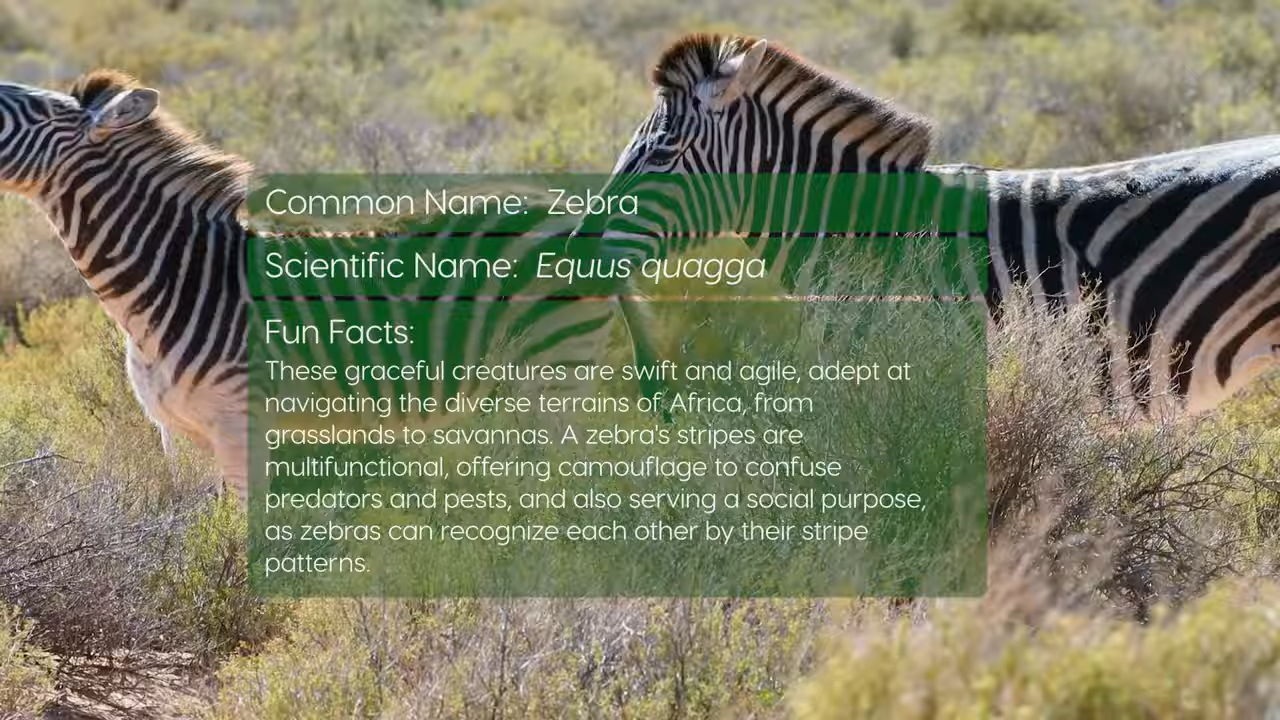 Common Name: Zebra
Scientific Name: Equus quagga
Fun Facts:
These graceful creatures are swift and agile, adept at
navigating the diverse terrains of Africa, from
grasslands to savannas. A zebra's stripes are
multifunctional, offering camouflage to confuse
predators and pests, and also serving a social purpose,
as zebras can recognize each other by their stripe
patterns.